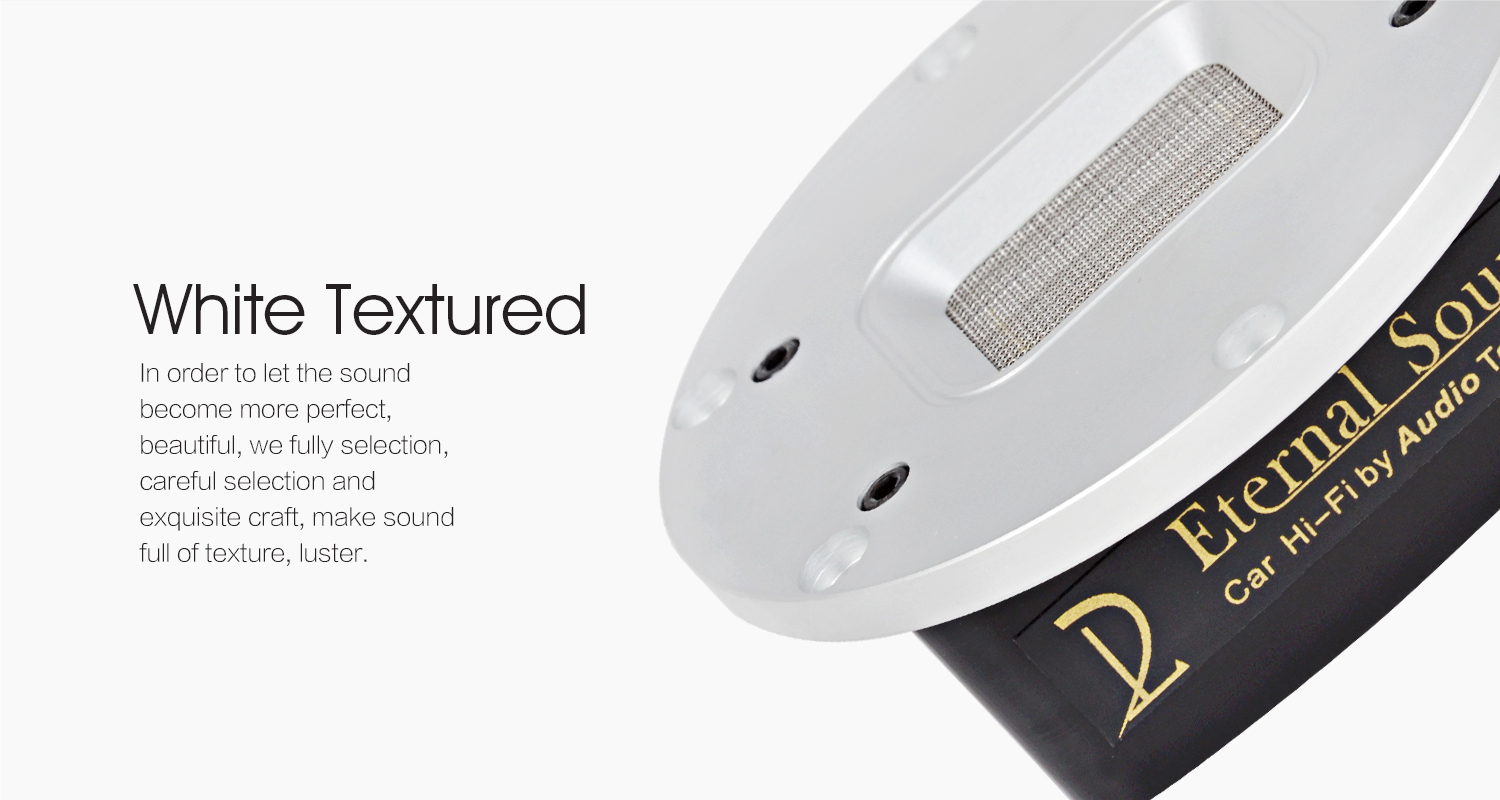 White Textured
In order to let the sound
become more perfect,
beautiful, we fully selection,
careful selection and
exquisite craft, make sound
full of texture, luster.
Eternal
Car Hi-Fi by Audio